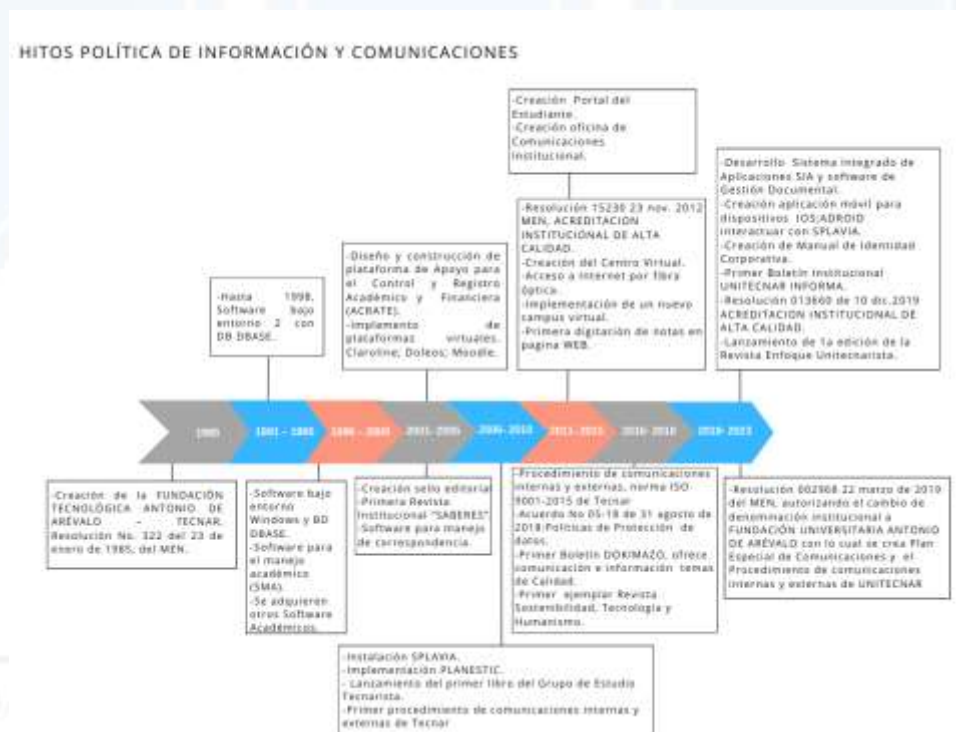 HITOS POLÍTICA DE INFORMACIÓN Y COMUNICACIONES
-Creación Portal del
Estudiante.
-Creación oficina de
Comunicaciones
Institucional.
-Desarrollo Sistema integrado de
Aplicaciones SIA y software de
Gestión Documental.
-Creación aplicación móvil para
dispositivos IOS;ADROID
interactuar con SPLAVIA.
-Creación de Manual de Identidad
Corporativa.
-Primer Boletín Institucional
UNITECNAR INFORMA.
-Resolución 013660 de 10 dic.2019
ACREDITACION INSTITUCIONAL DE
ALTA CALIDAD.
-Lanzamiento de 1a edición de la
Revista Enfoque Unitecnarista.
-Resolución 15230 23 nov. 2012
MEN, ACREDITACION
INSTITUCIONAL DE ALTA
CALIDAD.
-Creación del Centro Virtual.
-Acceso a Internet por fibra
óptica.
-Implementación de un nuevo
campus virtual.
-Primera digitación de notas en
pagina WEB.
-Diseño y construcción de
plataforma de Apoyo para
el Control y Registro
Académico y Financiera
(ACRATE).
-Implemento de
plataformas virtuales.
Claroline; Doleos; Moodle.
-Hasta 1998,
Software bajo
entorno 2 con
DB DBASE.
1985
2001-2005
2006-2010
2019-2023
-Creación de la FUNDACIÓN
TECNOLÓGICA ANTONIO DE
ARÉVALO - TECNAR.
Resolución No. 322 del 23 de
enero de 1985, del MEN.
-Software bajo
entorno
Windows y BD
DBASE.
-Software para
el manejo
académico
(SMA).
-Se adquieren
otros Software
Académicos.
-Creación sello editorial
-Primera Revista
Institucional "SABERES"
-Software para manejo
de correspondencia.
-Procedimiento de comunicaciones
internas y externas, norma ISO
9001-2015 de Tecnar
-Acuerdo No 05-18 de 31 agosto de
2018:Políticas de Protección de
datos.
-Primer Boletín DOKIMAZO, ofrece
comunicación e información temas
de Calidad.
-Primer ejemplar Revista
Sostenibilidad, Tecnología y
Humanismo.
-Resolución 002968 22 marzo de 2019
del MEN, autorizando el cambio de
denominación institucional a
FUNDACIÓN UNIVERSITARIA ANTONIO
DE ARÉVALO con lo cual se crea Plan
Especial de Comunicaciones y el
Procedimiento de comunicaciones
internas y externas de UNITECNAR
-Instalación SPLAVIA.
-Implementación PLANESTIC.
- Lanzamiento del primer libro del Grupo de Estudio
Tecnarista.
-Primer procedimiento de comunicaciones internas y
externas de Tecnar